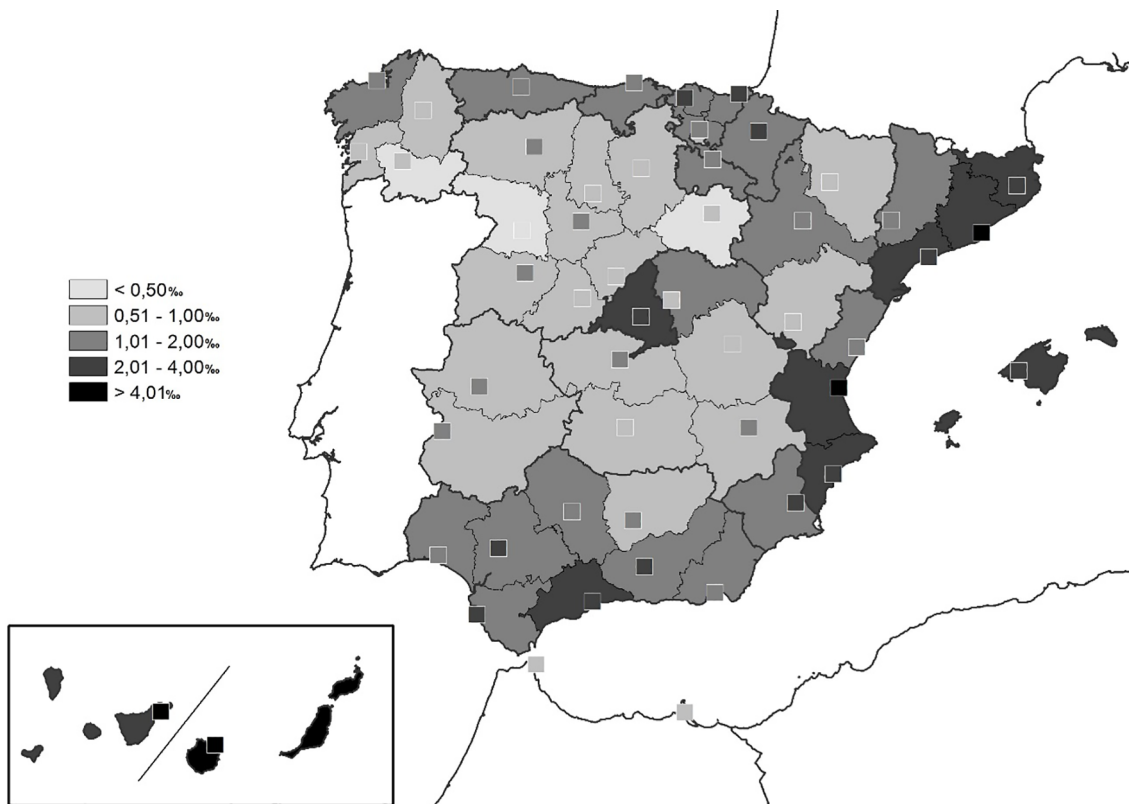 < 0,50‰
0,51 - 1,00‰
1,01 - 2,00‰
2,01 - 4,00‰
> 4,01‰